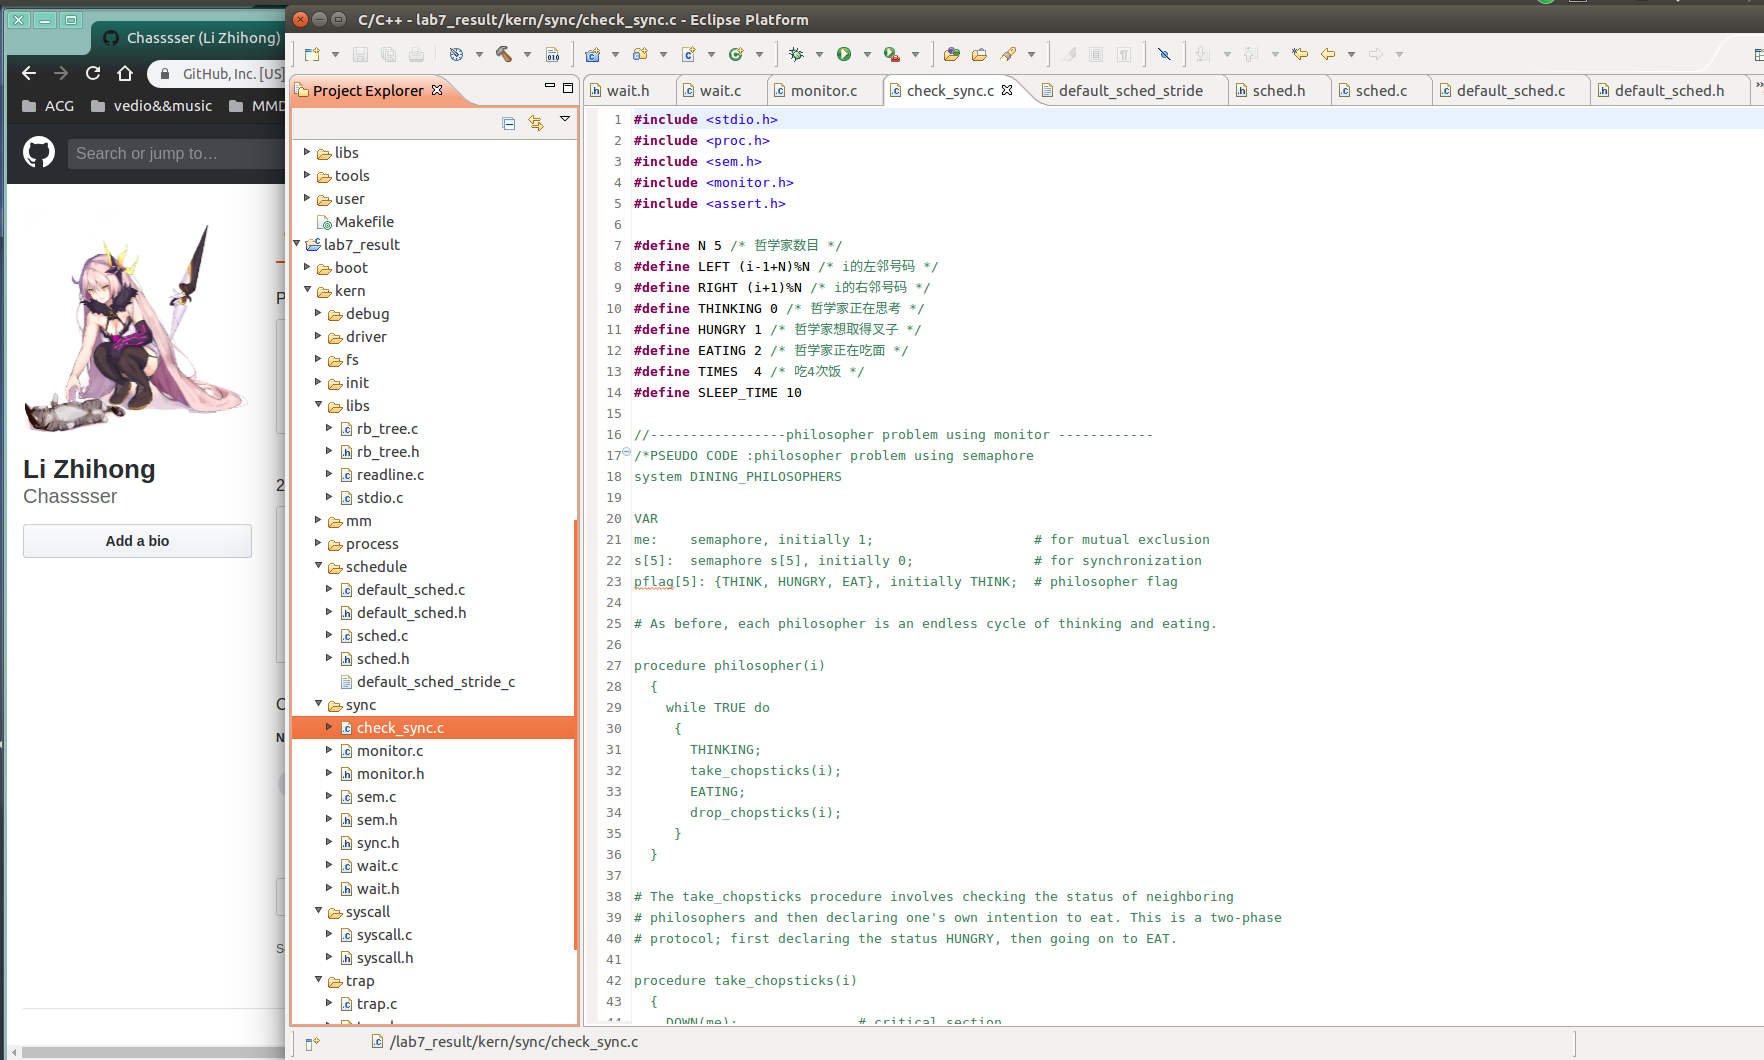 C/C++ - lab7_result/kern/sync/check_sync.c - Eclipse Platform
Chasssser (Li Zhihong)
GitHub, Inc. [US]
ACG vedio&&music MMD
Search or jump to…
Li Zhihong
Chasssser
Add a bio
Project Explorer
libs
tools
user
Makefile
lab7_result
boot
kern
debug
driver
fs
init
libs
rb_tree.c
rb_tree.h
readline.c
stdio.c
mm
process
schedule
default_sched.c
default_sched.h
sched.c
sched.h
default_sched_stride_c
sync
check_sync.c
monitor.c
monitor.h
sem.c
sem.h
sync.h
wait.c
wait.h
syscall
syscall.c
syscall.h
trap
trap.c
wait.h wait.c monitor.c check_sync.c default_sched_stride sched.h sched.c default_sched.c default_sched.h
1 #include <stdio.h>
2 #include <proc.h>
3 #include <sem.h>
4 #include <monitor.h>
5 #include <assert.h>
6
7 #define N 5 /* 哲学家数目 */
8 #define LEFT (i-1+N)%N /* i的左邻号码 */
9 #define RIGHT (i+1)%N /* i的右邻号码 */
10 #define THINKING 0 /* 哲学家正在思考 */
11 #define HUNGRY 1 /* 哲学家想取得叉子 */
12 #define EATING 2 /* 哲学家正在吃面 */
13 #define TIMES  4 /* 吃4次饭 */
14 #define SLEEP_TIME 10
15
16 //-----------------philosopher problem using monitor ------------
17 /*PSEUDO CODE :philosopher problem using semaphore
18 system DINING_PHILOSOPHERS
19
20 VAR
21 me:    semaphore, initially 1;                    # for mutual exclusion
22 s[5]:  semaphore s[5], initially 0;               # for synchronization
23 pflag[5]: {THINK, HUNGRY, EAT}, initially THINK;  # philosopher flag
24
25 # As before, each philosopher is an endless cycle of thinking and eating.
26
27 procedure philosopher(i)
28   {
29     while TRUE do
30      {
31        THINKING;
32        take_chopsticks(i);
33        EATING;
34        drop_chopsticks(i);
35      }
36   }
37
38 # The take_chopsticks procedure involves checking the status of neighboring
39 # philosophers and then declaring one's own intention to eat. This is a two-phase
40 # protocol; first declaring the status HUNGRY, then going on to EAT.
41
42 procedure take_chopsticks(i)
43   {
44     DOWN(me);               # critical section
/lab7_result/kern/sync/check_sync.c